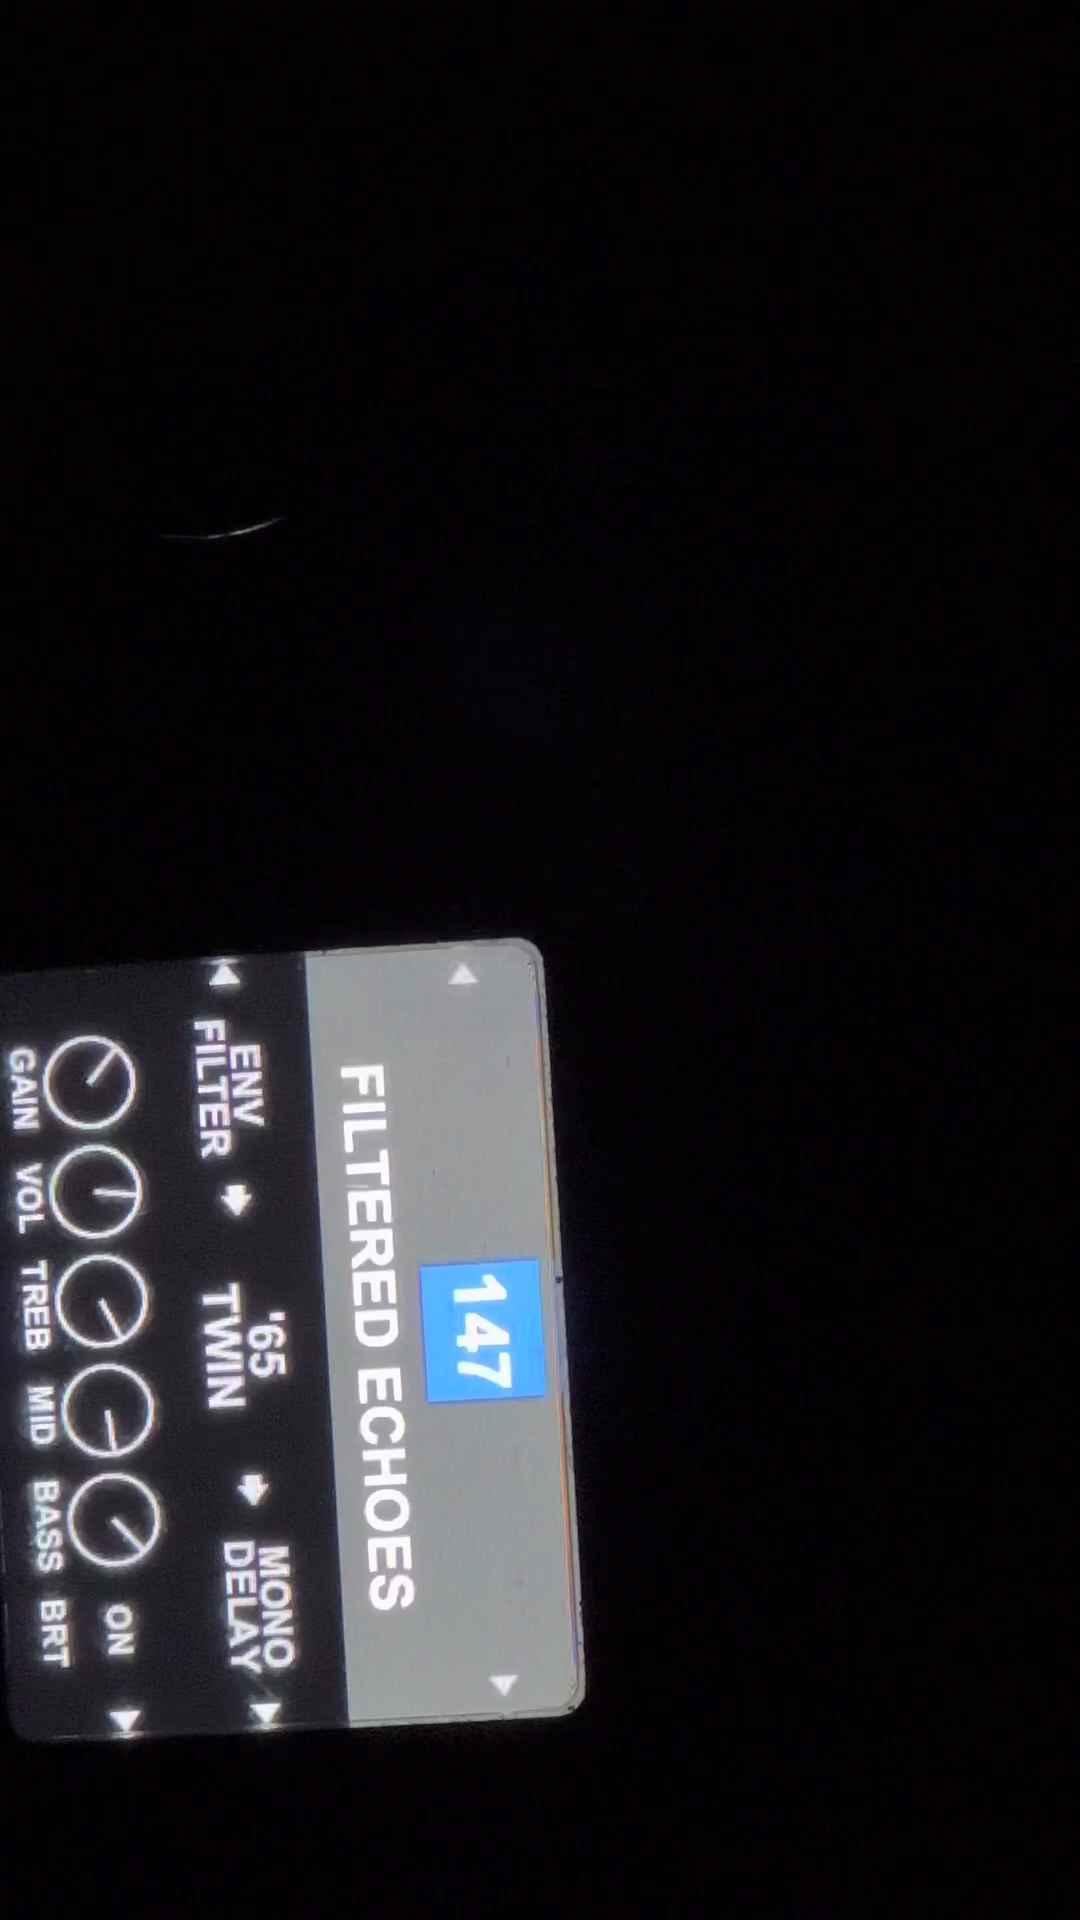 147
FILTERED ECHOES
ENV FILTER
'65 TWIN
MONO DELAY
ON
GAIN VOL TREB MID BASS BRT